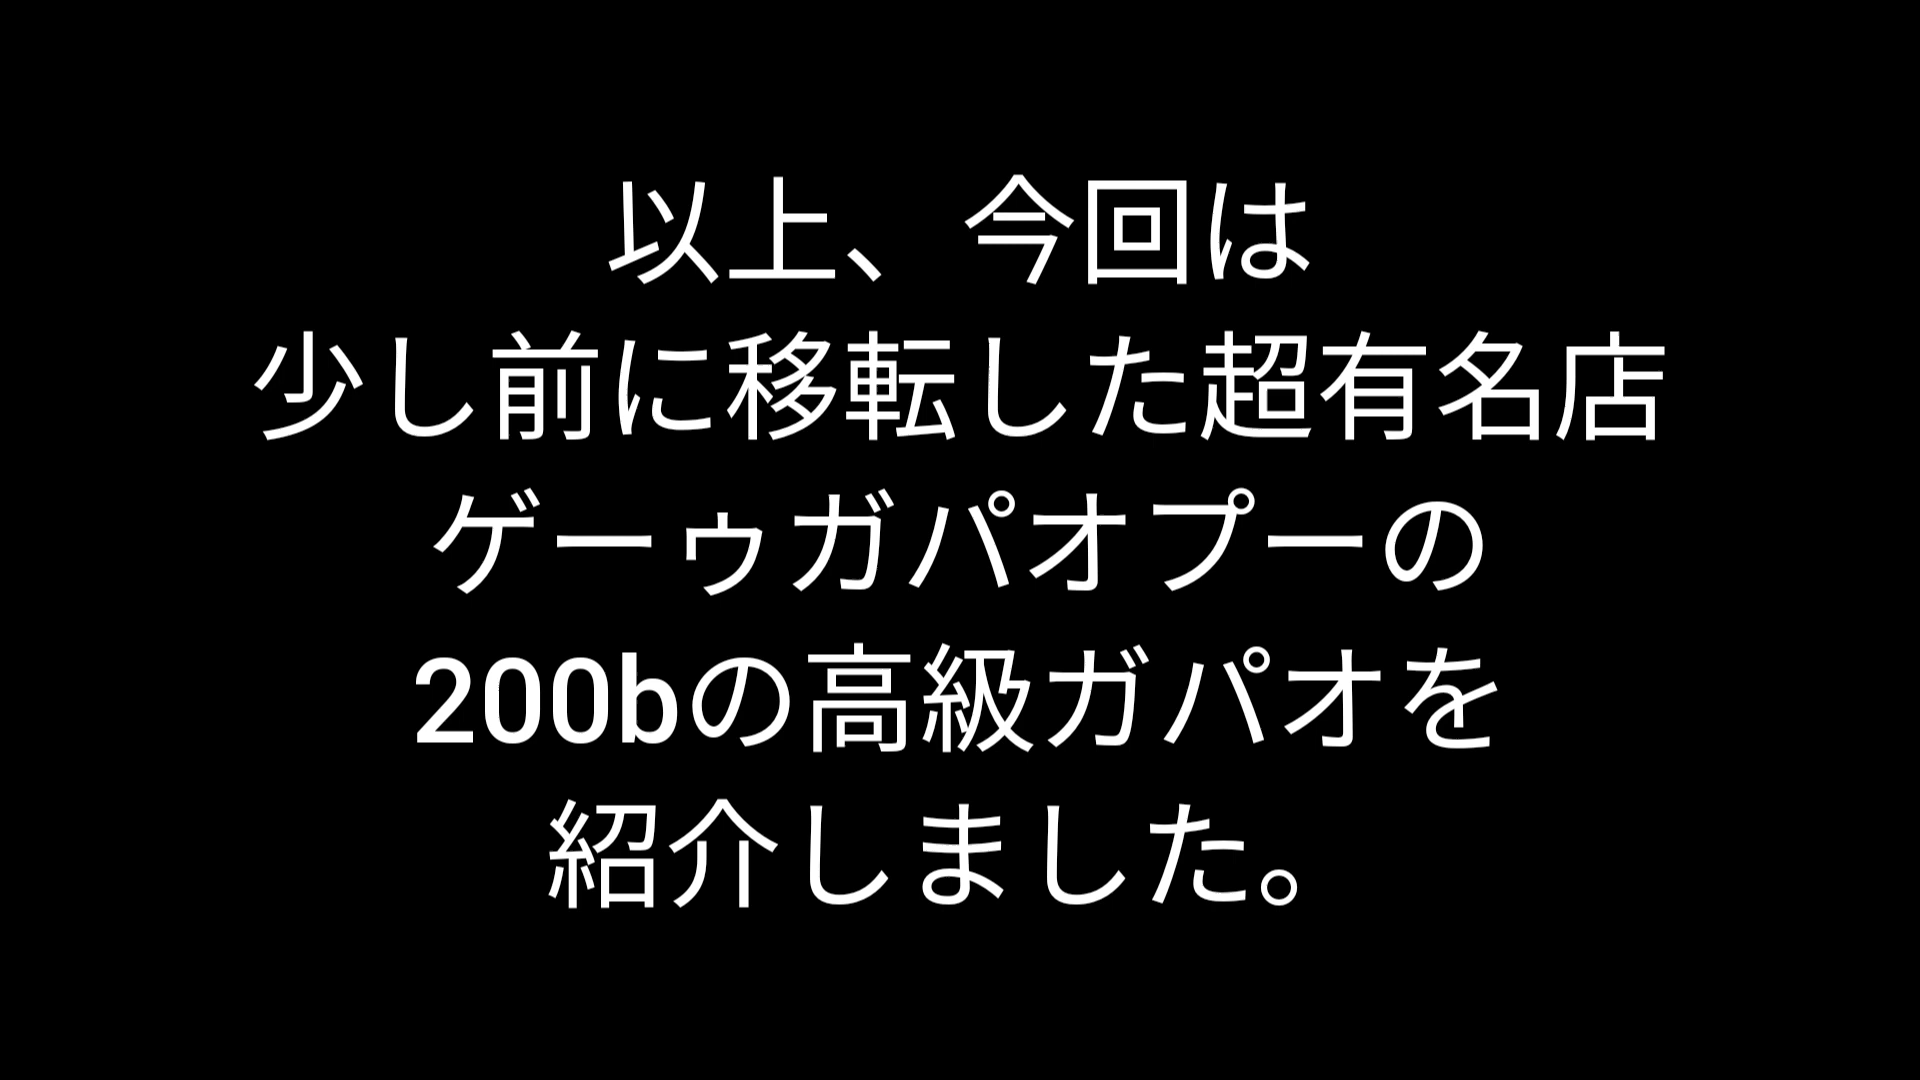 以上、今回は
少し前に移転した超有名店
ゲーゥガパオプーの
200bの高級ガパオを
紹介しました。